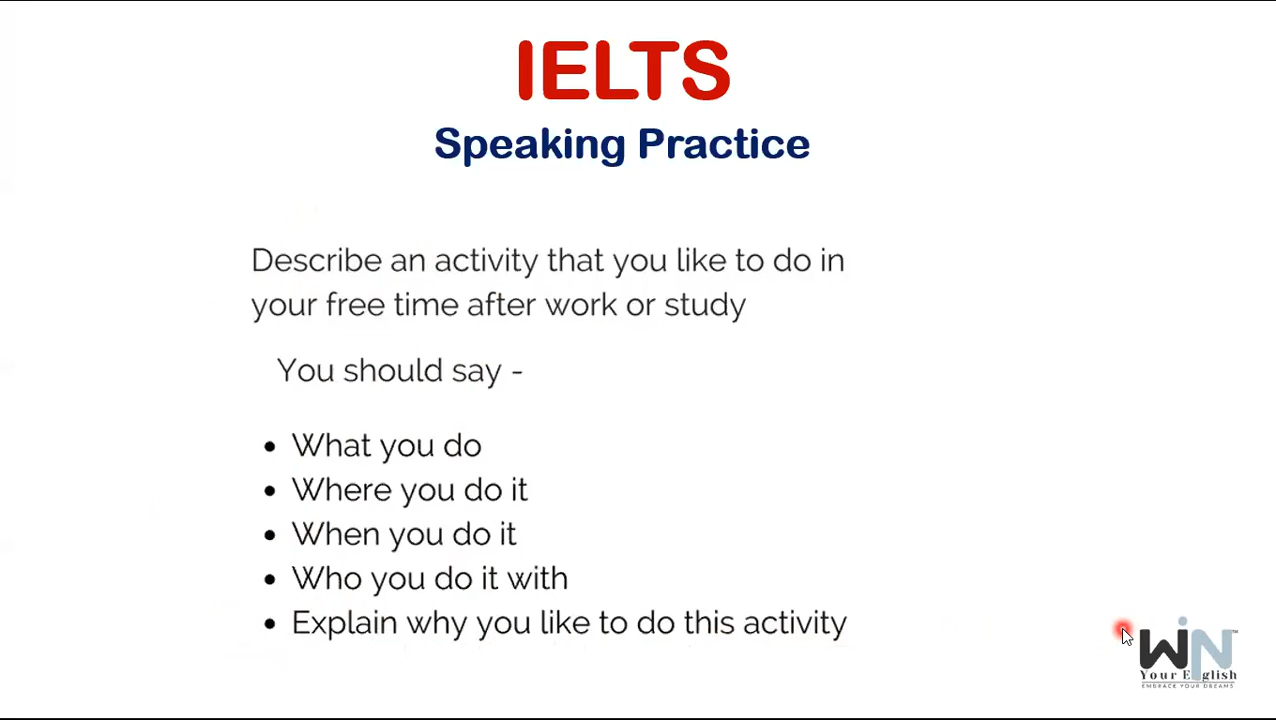 IELTS
Speaking Practice
Describe an activity that you like to do in
your free time after work or study
You should say -
• What you do
• Where you do it
• When you do it
• Who you do it with
• Explain why you like to do this activity
WiN™
Your English
EMBRACE YOUR DREAMS